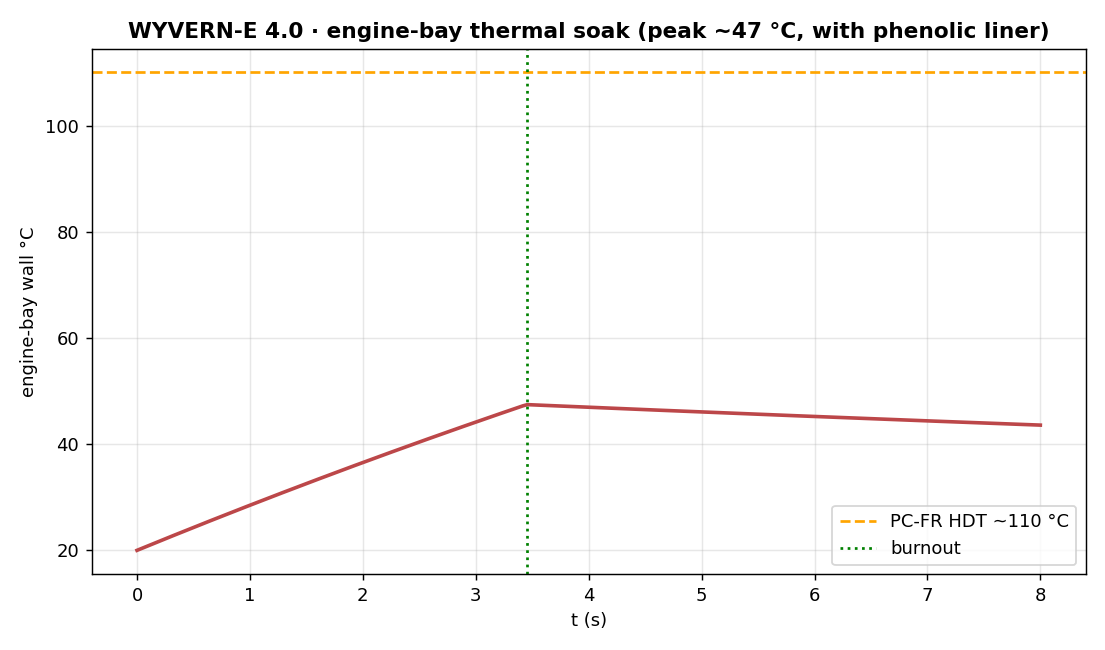 WYVERN-E 4.0 · engine-bay thermal soak (peak ~47 °C, with phenolic liner)
engine-bay wall °C
100
80
60
40
20
PC-FR HDT ~110 °C
burnout
0 1 2 3 4 5 6 7 8
t (s)